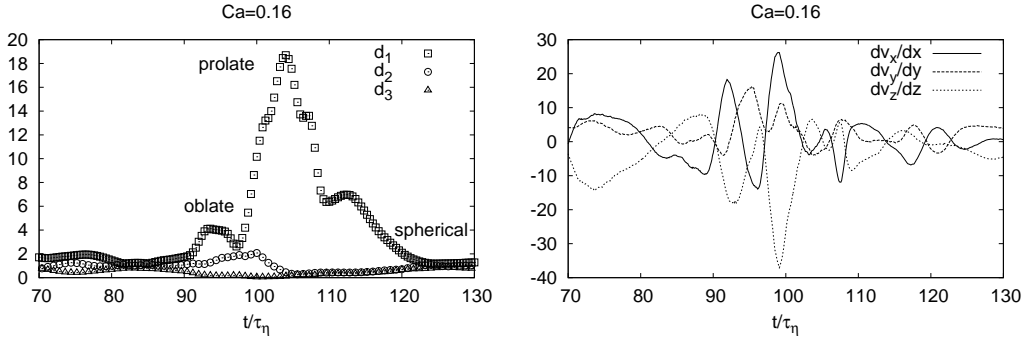 Ca=0.16
20
18
16
14
12
10
8
6
4
2
0
70 80 90 100 110 120 130
t/τη
prolate
oblate
spherical
d1
d2
d3
Ca=0.16
30
20
10
0
-10
-20
-30
-40
70 80 90 100 110 120 130
t/τη
dvx/dx
dvy/dy
dvz/dz